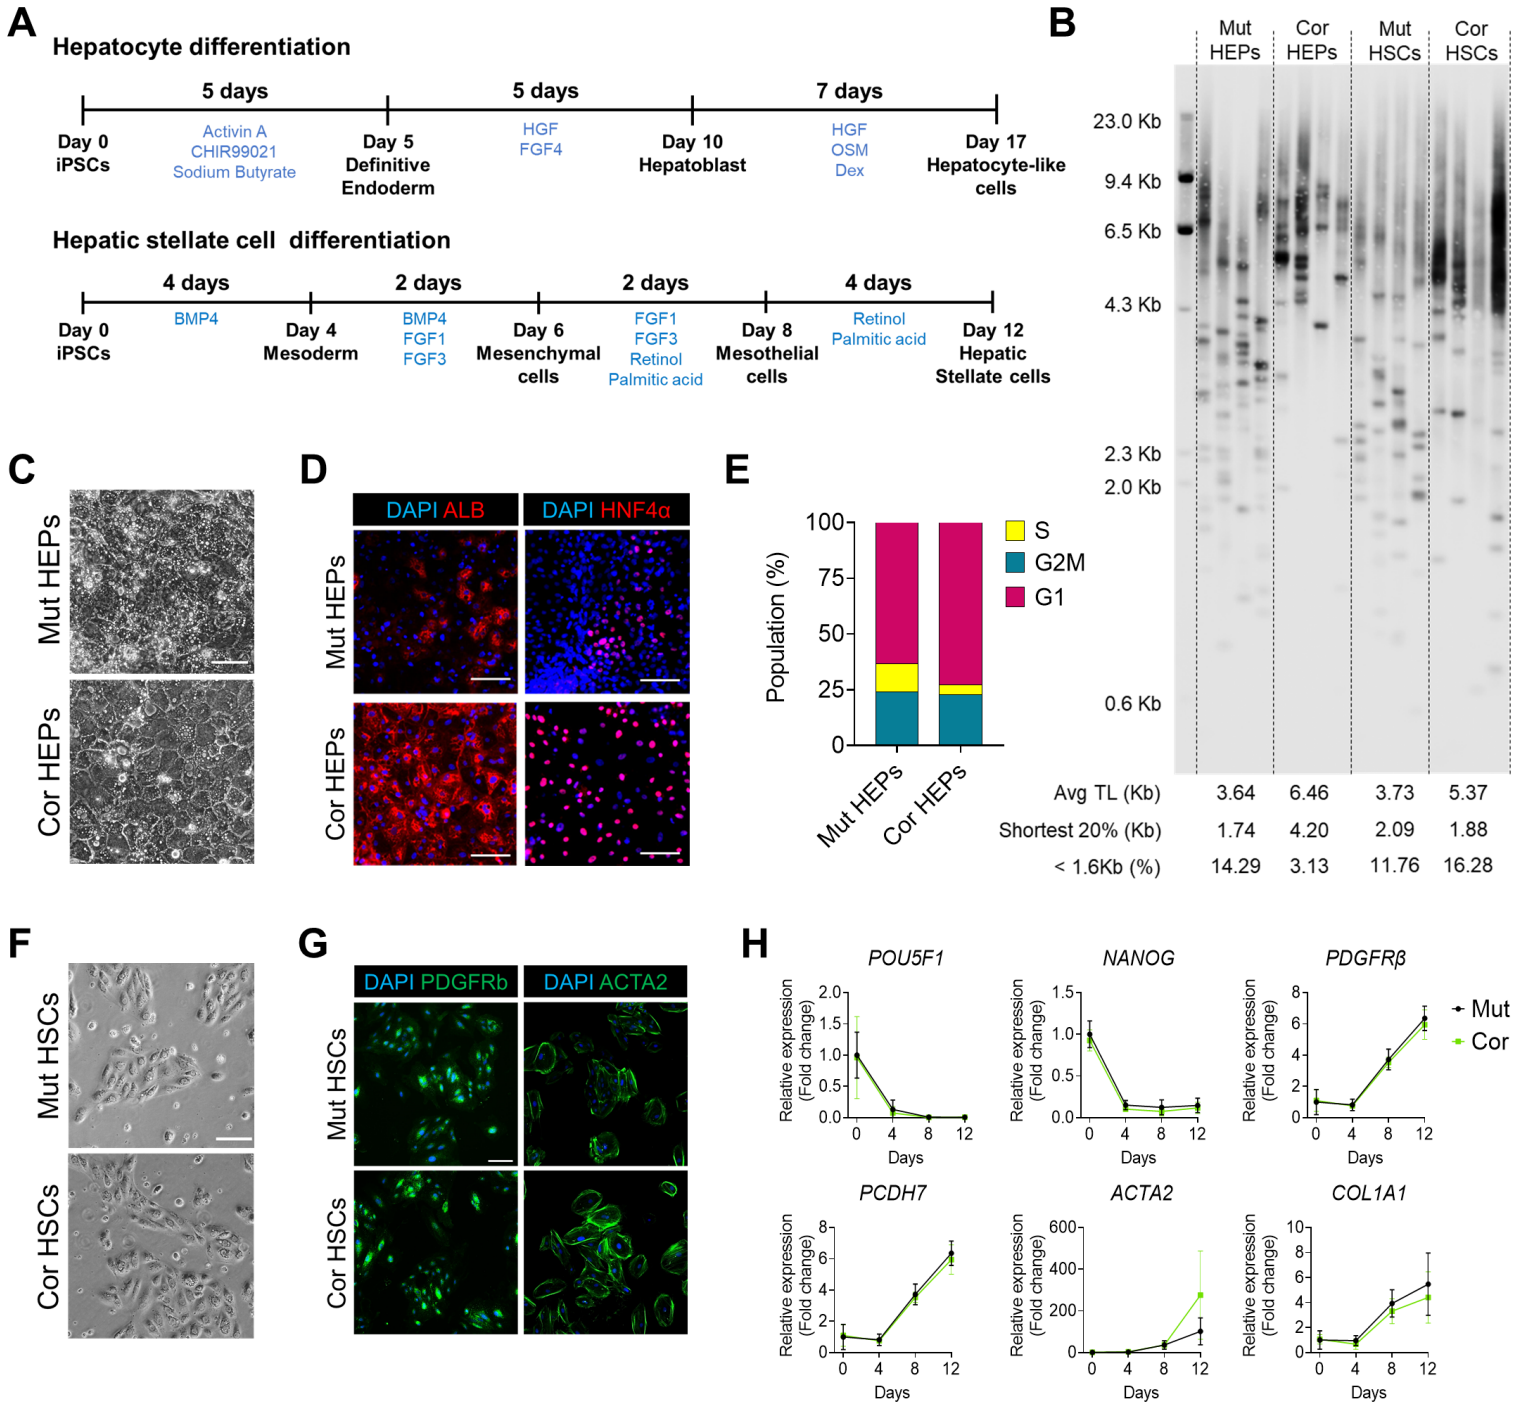 A
Hepatocyte differentiation
5 days
5 days
7 days
Activin A
CHIR99021
Sodium Butyrate
HGF
FGF4
HGF
OSM
Dex
Day 0
iPSCs
Day 5
Definitive
Endoderm
Day 10
Hepatoblast
Day 17
Hepatocyte-like
cells
Hepatic stellate cell differentiation
4 days
2 days
2 days
4 days
BMP4
BMP4
FGF1
FGF3
FGF1
FGF3
Retinol
Palmitic acid
Retinol
Palmitic acid
Day 0
iPSCs
Day 4
Mesoderm
Day 6
Mesenchymal
cells
Day 8
Mesothelial
cells
Day 12
Hepatic
Stellate cells
B
Mut
HEPs
Cor
HEPs
Mut
HSCs
Cor
HSCs
23.0 Kb
9.4 Kb
6.5 Kb
4.3 Kb
2.3 Kb
2.0 Kb
0.6 Kb
Avg TL (Kb) 3.64 6.46 3.73 5.37
Shortest 20% (Kb) 1.74 4.20 2.09 1.88
< 1.6Kb (%) 14.29 3.13 11.76 16.28
C
Mut HEPs
Cor HEPs
D
DAPI ALB
DAPI HNF4α
Mut HEPs
Cor HEPs
E
Population (%)
100
75
50
25
0
Mut HEPs
Cor HEPs
S
G2M
G1
F
Mut HSCs
Cor HSCs
G
DAPI PDGFRb
DAPI ACTA2
Mut HSCs
Cor HSCs
H
POU5F1
Relative expression
(Fold change)
2.0
1.5
1.0
0.5
0.0
0 4 8 12
Days
NANOG
Relative expression
(Fold change)
1.5
1.0
0.5
0.0
0 4 8 12
Days
PDGFRβ
Relative expression
(Fold change)
8
6
4
2
0
0 4 8 12
Days
Mut
Cor
PCDH7
Relative expression
(Fold change)
8
6
4
2
0
0 4 8 12
Days
ACTA2
Relative expression
(Fold change)
600
400
200
0
0 4 8 12
Days
COL1A1
Relative expression
(Fold change)
10
8
6
4
2
0
0 4 8 12
Days